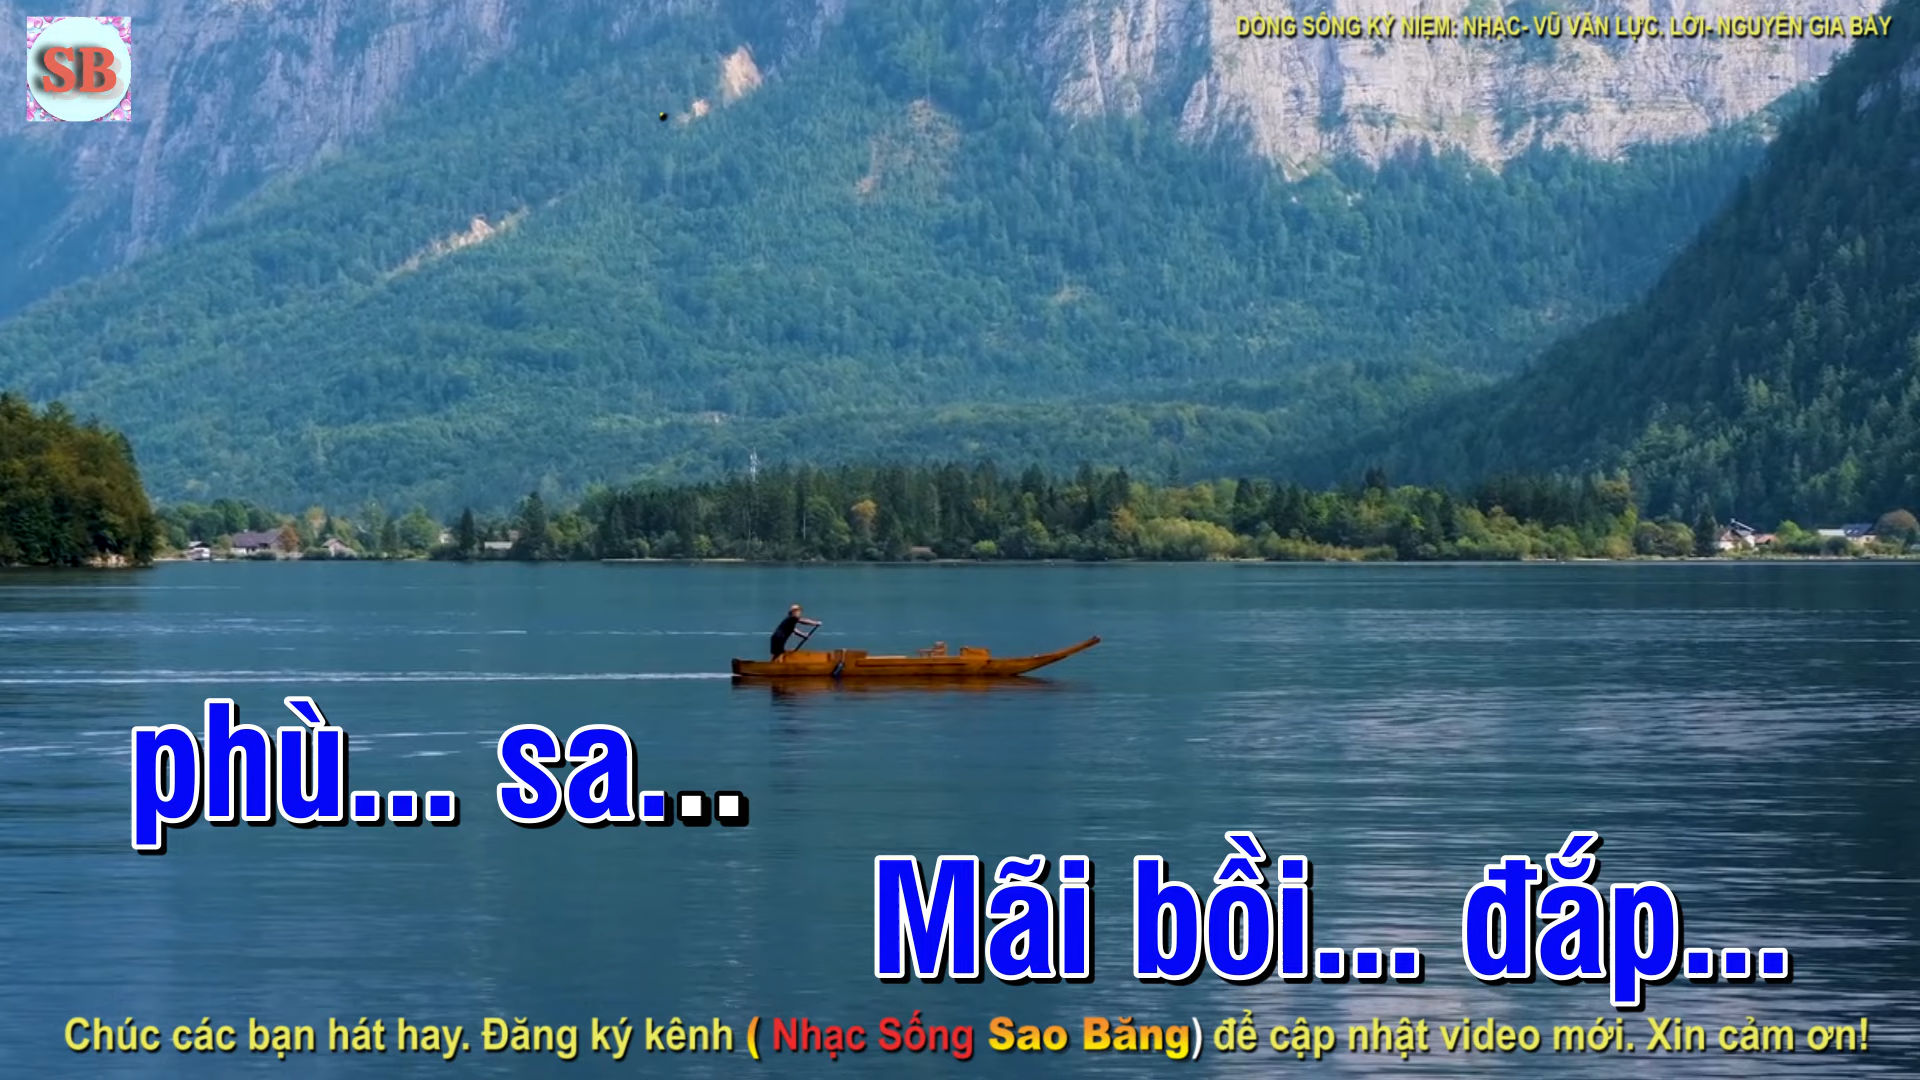 SB
DÒNG SÔNG KÝ NIỆM: NHẠC- VŨ VĂN LỰC. LỜI- NGUYỄN GIA BẢY
phù... sa...
Mãi bồi... đắp...
Chúc các bạn hát hay. Đăng ký kênh ( Nhạc Sống Sao Băng) để cập nhật video mới. Xin cảm ơn!